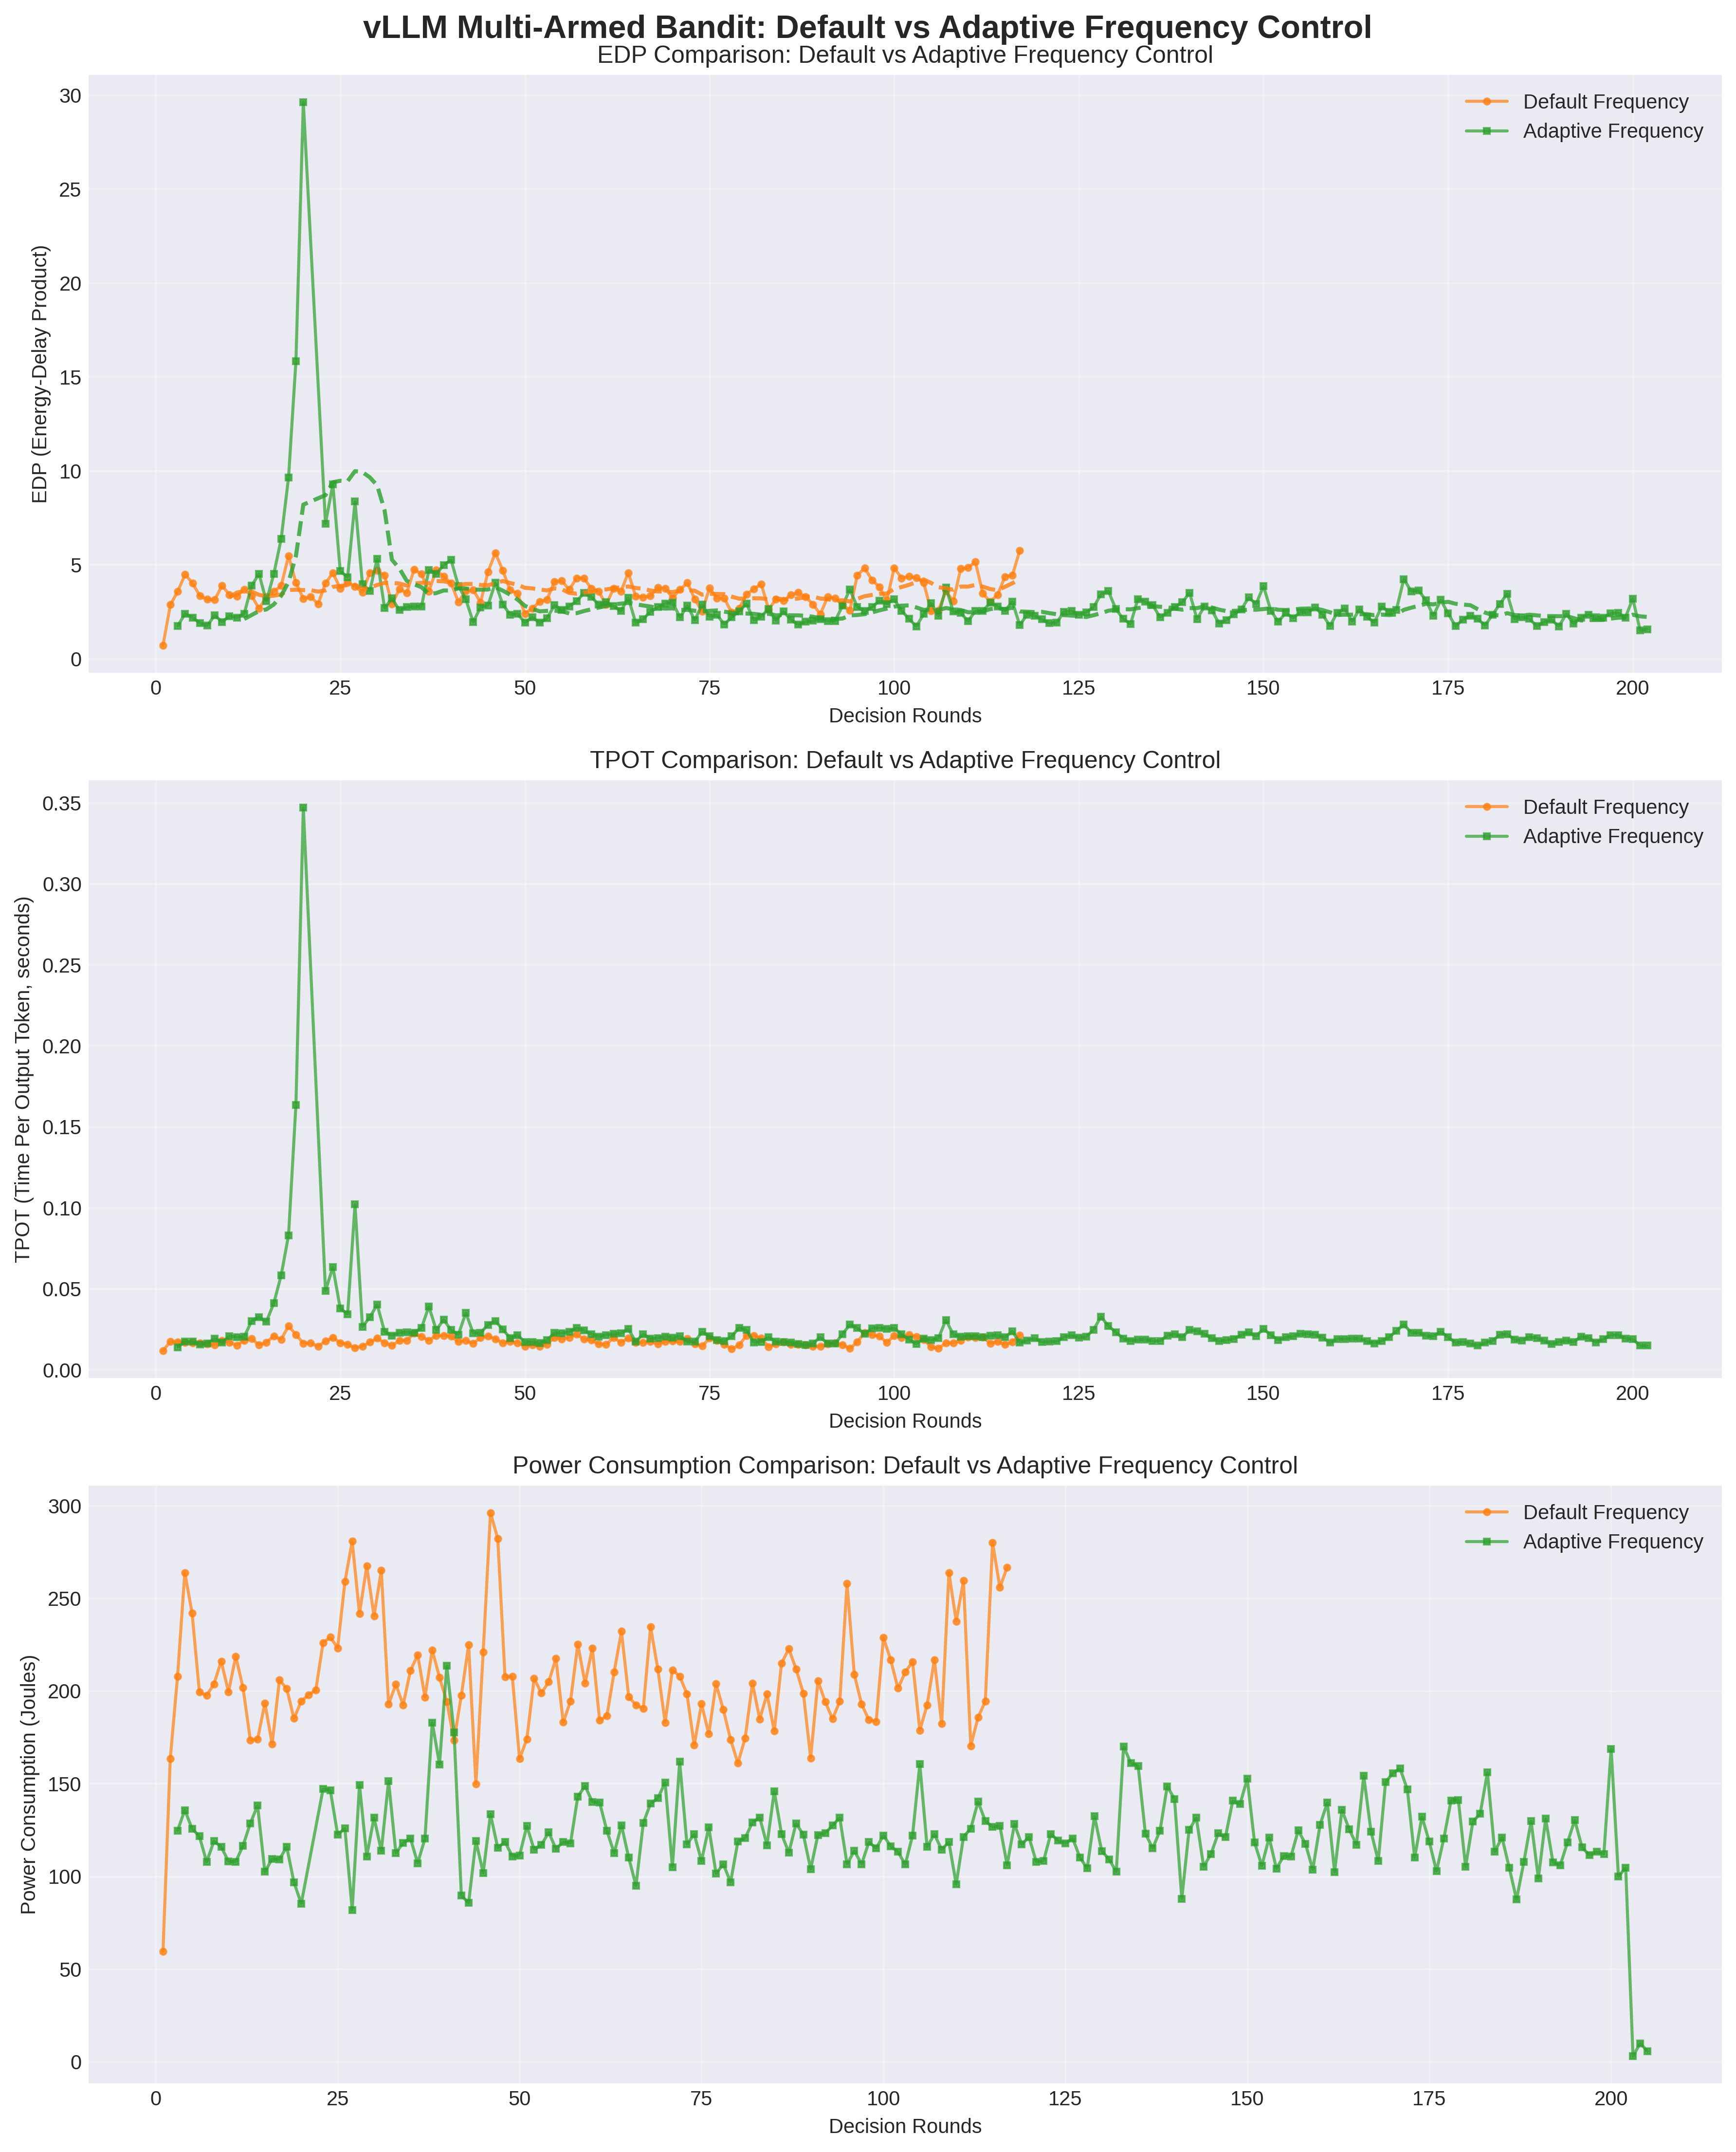 vLLM Multi-Armed Bandit: Default vs Adaptive Frequency Control
EDP Comparison: Default vs Adaptive Frequency Control
30
25
20
15
10
5
0
EDP (Energy-Delay Product)
Default Frequency
Adaptive Frequency
0 25 50 75 100 125 150 175 200
Decision Rounds
TPOT Comparison: Default vs Adaptive Frequency Control
0.35
0.30
0.25
0.20
0.15
0.10
0.05
0.00
TPOT (Time Per Output Token, seconds)
Default Frequency
Adaptive Frequency
0 25 50 75 100 125 150 175 200
Decision Rounds
Power Consumption Comparison: Default vs Adaptive Frequency Control
300
250
200
150
100
50
0
Power Consumption (Joules)
Default Frequency
Adaptive Frequency
0 25 50 75 100 125 150 175 200
Decision Rounds